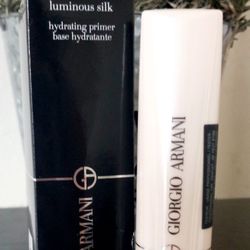 luminous silk
hydrating primer
base hydratante
ARMANI
GIORGIO ARMANI